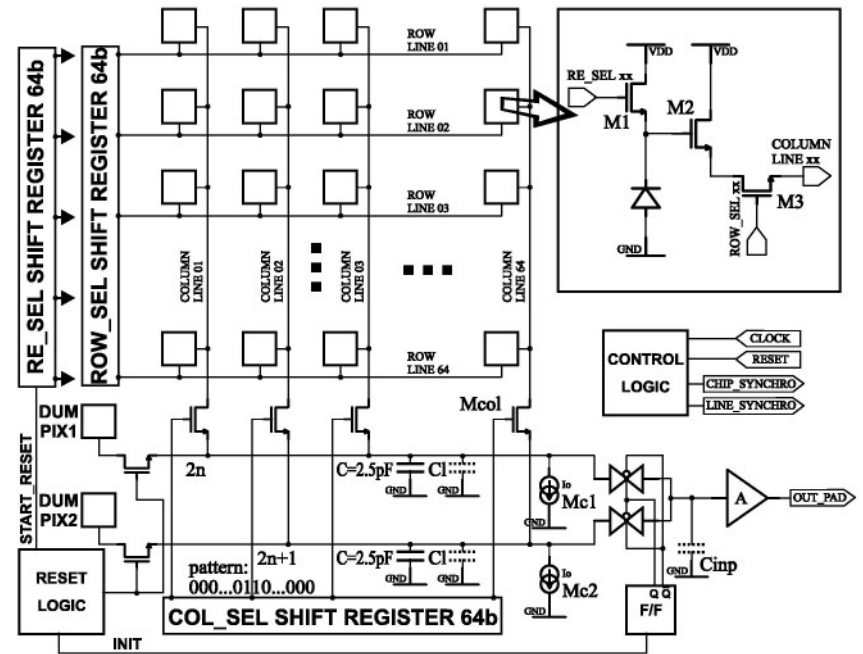 RE_SEL SHIFT REGISTER 64b
ROW_SEL SHIFT REGISTER 64b
ROW
LINE 01
ROW
LINE 02
ROW
LINE 03
ROW
LINE 64
COLUMN
LINE 01
COLUMN
LINE 02
COLUMN
LINE 03
COLUMN
LINE 64
VDD
VDD
RE_SEL xx
M1
M2
COLUMN
LINE xx
M3
ROW_SEL xx
GND
CONTROL
LOGIC
CLOCK
RESET
CHIP_SYNCHRO
LINE_SYNCHRO
DUM
PIX1
Mcol
2n
C=2.5pF
Cl
GND
GND
Io
Mc1
GND
A
OUT_PAD
START_RESET
DUM
PIX2
2n+1
C=2.5pF
Cl
GND
GND
Io
Mc2
GND
Cinp
GND
RESET
LOGIC
pattern:
000...0110...000
COL_SEL SHIFT REGISTER 64b
Q Q
F/F
INIT